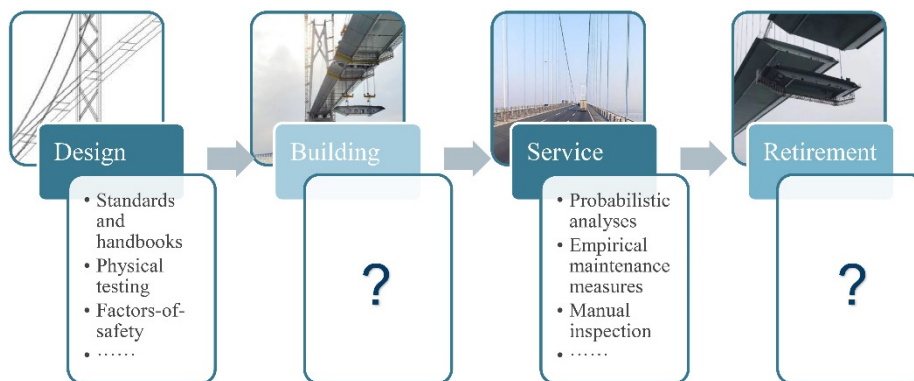 Design
Building
Service
Retirement
• Standards
and
handbooks
• Physical
testing
• Factors-of-
safety
• ······
?
• Probabilistic
analyses
• Empirical
maintenance
measures
• Manual
inspection
• ······
?